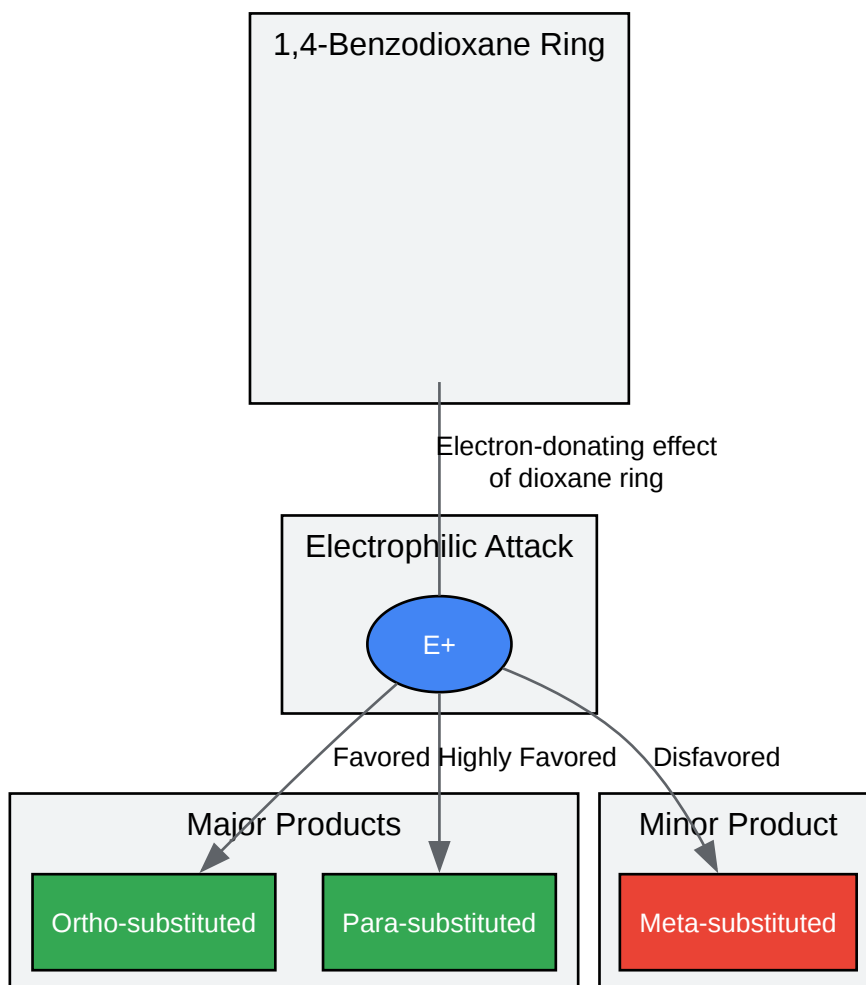 1,4-Benzodioxane Ring
Electron-donating effect
of dioxane ring
Electrophilic Attack
E+
Favored
Highly Favored
Disfavored
Major Products
Minor Product
Ortho-substituted
Para-substituted
Meta-substituted